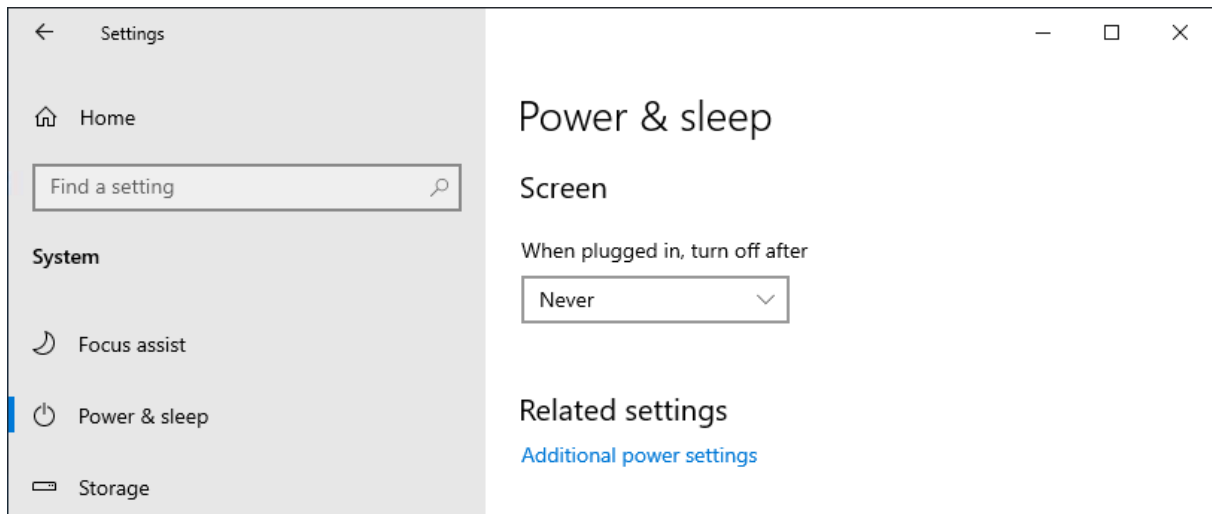 Settings
Home
Find a setting
System
Focus assist
Power & sleep
Storage
Power & sleep
Screen
When plugged in, turn off after
Never
Related settings
Additional power settings